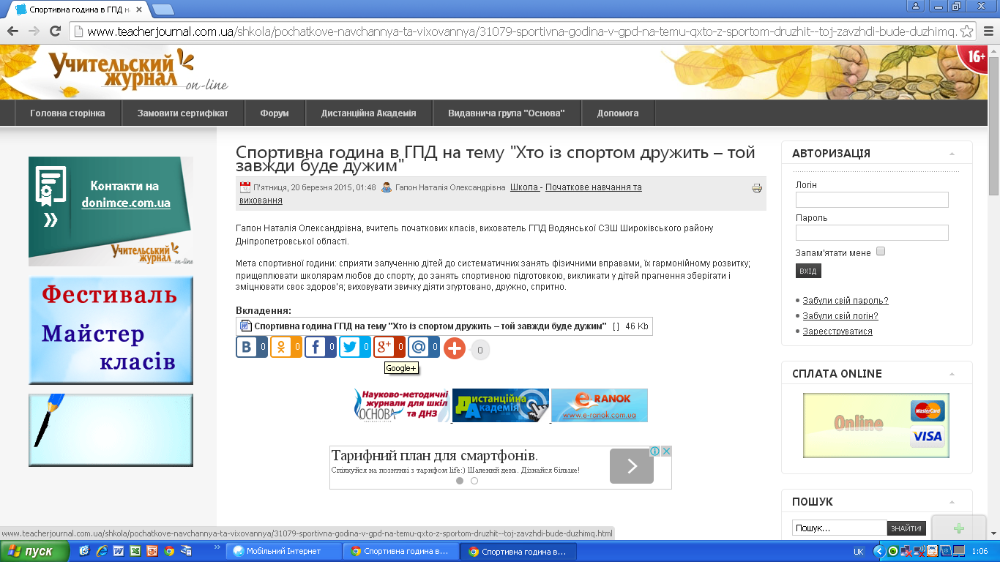 Спортивна година в ГПД н
www.teacherjournal.com.ua/shkola/pochatkove-navchannya-ta-vixovannya/31079-sportivna-godina-v-gpd-na-temu-qxto-z-sportom-druzhit--toj-zavzhdi-bude-duzhimq.
Учительский
журнал
on-line
16+
Головна сторінка
Замовити сертифікат
Форум
Дистанційна Академія
Видавнича група "Основа"
Допомога
Контакти на
donimce.com.ua
Учительский
журнал
on-line
Фестиваль
Майстер
класів
Спортивна година в ГПД на тему "Хто із спортом дружить – той
завжди буде дужим"
П'ятниця, 20 березня 2015, 01:48 Гапон Наталія Олександрівна Школа - Початкове навчання та
виховання
Гапон Наталія Олександрівна, вчитель початкових класів, вихователь ГПД Водянської СЗШ Широківського району
Дніпропетровської області.
Мета спортивної години: сприяти залученню дітей до систематичних занять фізичними вправами, їх гармонійному розвитку;
прищеплювати школярам любов до спорту, до занять спортивною підготовкою, викликати у дітей прагнення зберігати і
зміцнювати своє здоров'я; виховувати звичку діяти згуртовано, дружно, спритно.
Вкладення:
Спортивна година ГПД на тему "Хто із спортом дружить – той завжди буде дужим" [ ] 46 Kb
0 0 0 0 0 0 0
Google+
Науково-методичні
журнали для шкіл
та ДНЗ
ОСНОВА
Дистанційна
Академія
e-RANOK
www.e-ranok.com.ua
Тарифний план для смартфонів.
Спілкуйся на позитиві з тарифом life:) Шалений день. Дізнайся більше!
АВТОРИЗАЦІЯ
Логін
Пароль
Запам'ятати мене
ВХІД
Забули свій пароль?
Забули свій логін?
Зареєструватися
СПЛАТА ONLINE
Online
MasterCard
VISA
ПОШУК
Пошук...
ЗНАЙТИ!
www.teacherjournal.com.ua/shkola/pochatkove-navchannya-ta-vixovannya/31079-sportivna-godina-v-gpd-na-temu-qxto-z-sportom-druzhit--toj-zavzhdi-bude-duzhimq.html
пуск
Мобільний Інтернет
Спортивна година в...
Спортивна година в...
UK
1:06